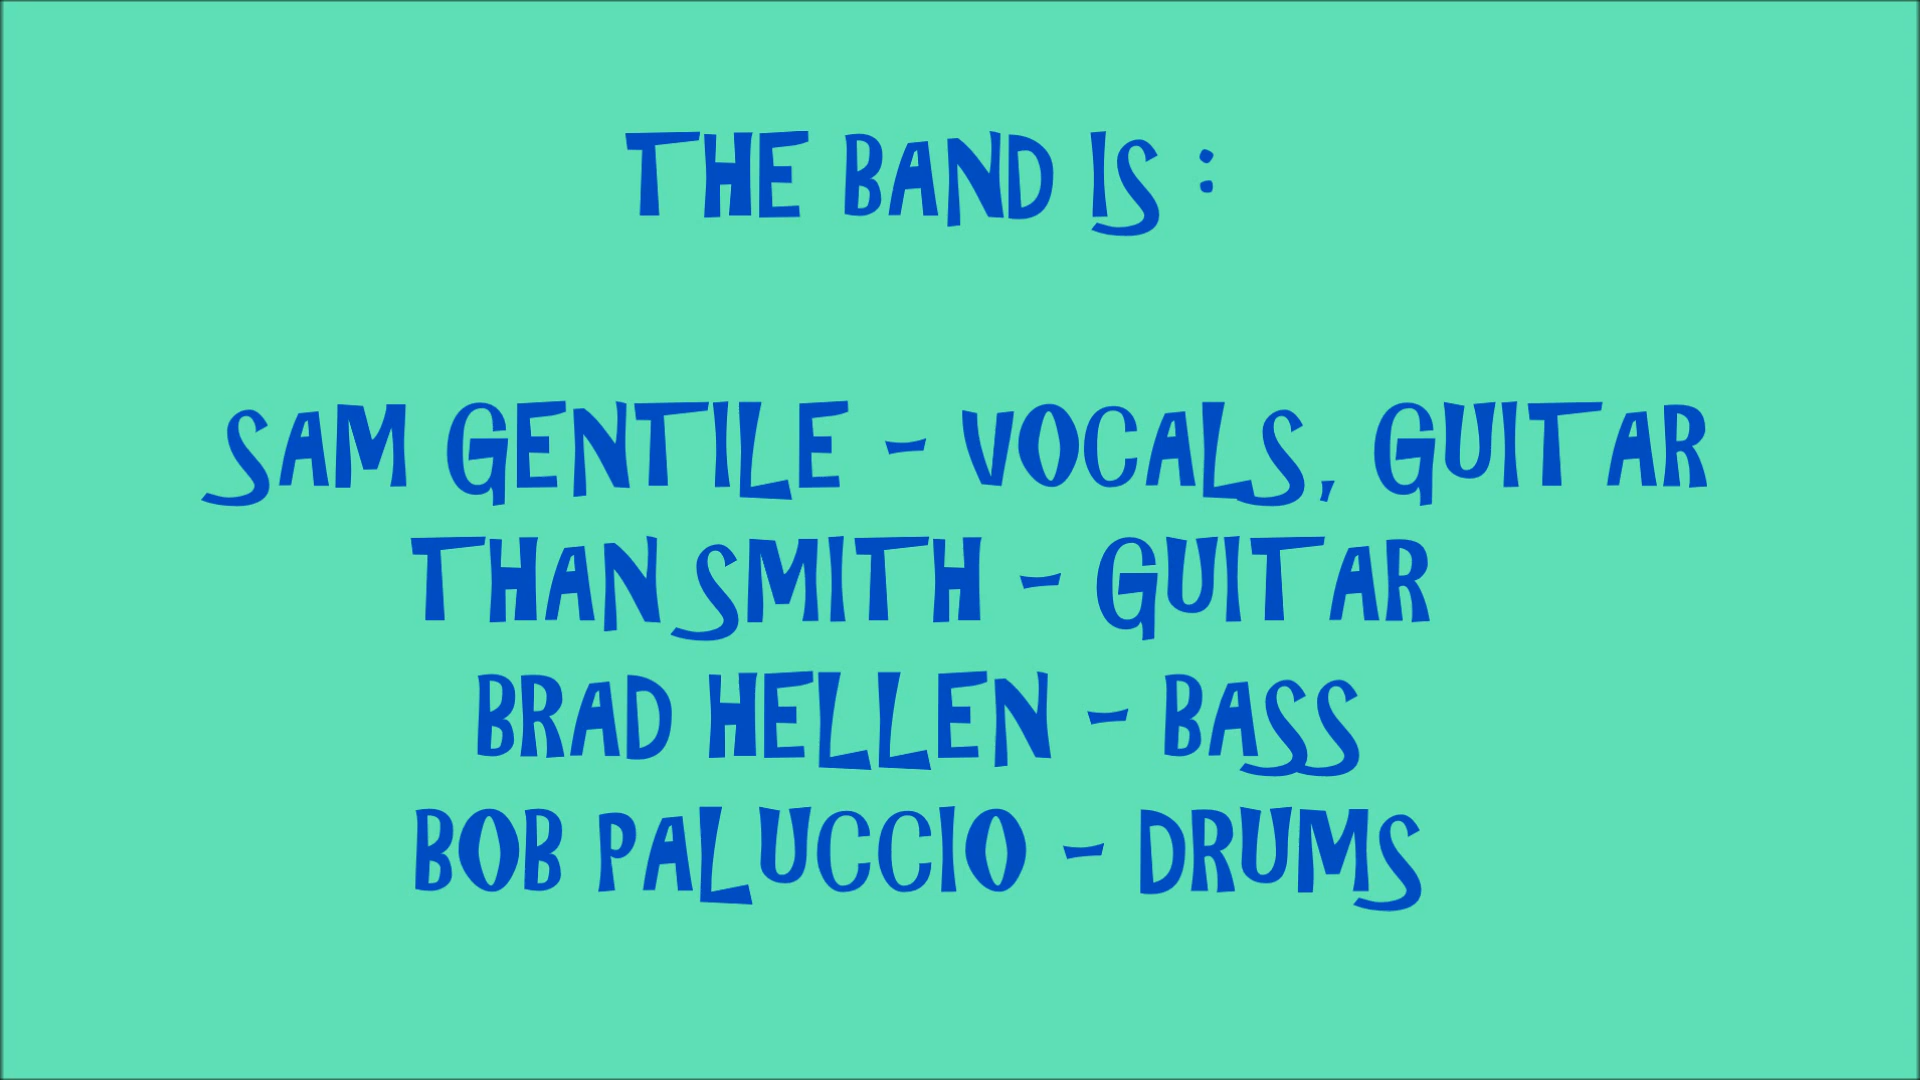 THE BAND IS :
SAM GENTILE - VOCALS, GUITAR
THAN SMITH - GUITAR
BRAD HELLEN - BASS
BOB PALUCCIO - DRUMS